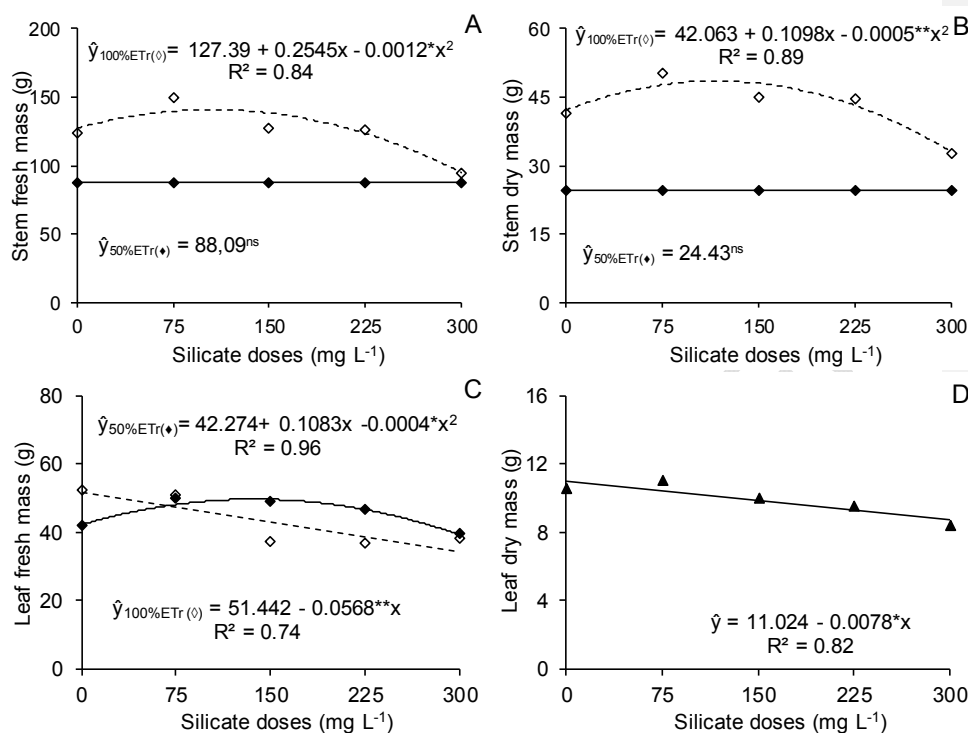 A
200
150
100
50
0
Stem fresh mass (g)
ŷ100%ETr(◊)= 127.39 + 0.2545x - 0.0012*x²
R² = 0.84
ŷ50%ETr(♦) = 88,09ns
0 75 150 225 300
Silicate doses (mg L⁻¹)
B
60
45
30
15
0
Stem dry mass (g)
ŷ100%ETr(◊)= 42.063 + 0.1098x - 0.0005**x²
R² = 0.89
ŷ50%ETr(♦) = 24.43ns
0 75 150 225 300
Silicate doses (mg L⁻¹)
C
80
60
40
20
0
Leaf fresh mass (g)
ŷ50%ETr(♦)= 42.274+ 0.1083x -0.0004*x²
R² = 0.96
ŷ100%ETr(◊) = 51.442 - 0.0568**x
R² = 0.74
0 75 150 225 300
Silicate doses (mg L⁻¹)
D
16
12
8
4
0
Leaf dry mass (g)
ŷ = 11.024 - 0.0078*x
R² = 0.82
0 75 150 225 300
Silicate doses (mg L⁻¹)